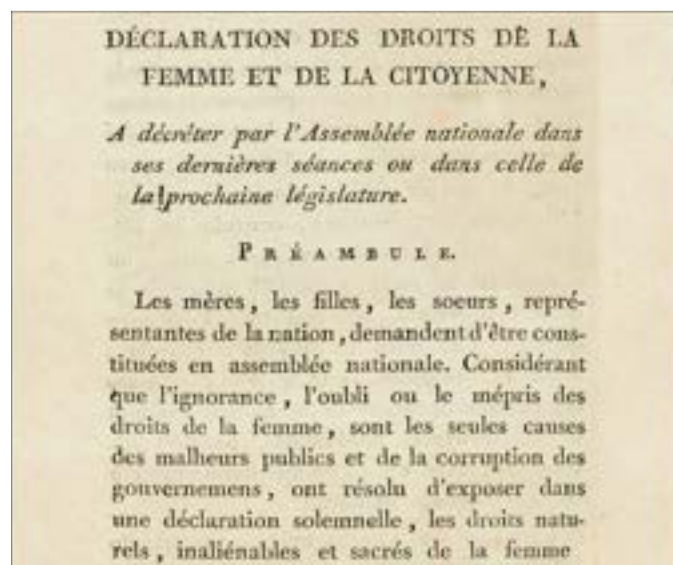 DÉCLARATION DES DROITS DE LA
FEMME ET DE LA CITOYENNE,
A décréter par l'Assemblée nationale dans
ses dernières séances ou dans celle de
la prochaine législature.
PRÉAMBULE.
Les mères, les filles, les soeurs, repré-
sentantes de la nation, demandent d'être cons-
tituées en assemblée nationale. Considérant
que l'ignorance, l'oubli ou le mépris des
droits de la femme, sont les seules causes
des malheurs publics et de la corruption des
gouvernemens, ont résolu d'exposer dans
une déclaration solemnelle, les droits natu-
rels, inaliénables et sacrés de la femme